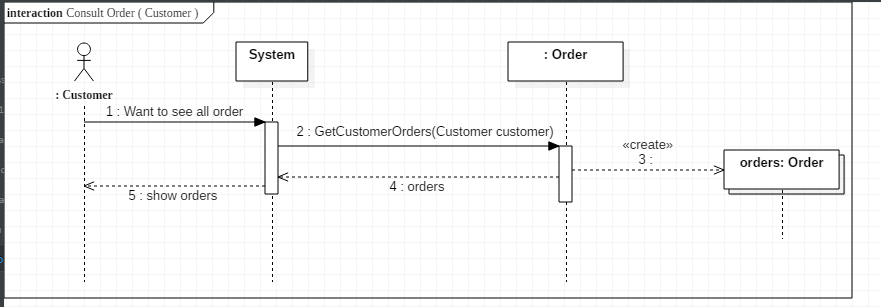 interaction Consult Order ( Customer )
System
: Order
: Customer
1 : Want to see all order
2 : GetCustomerOrders(Customer customer)
«create»
3 :
orders: Order
4 : orders
5 : show orders